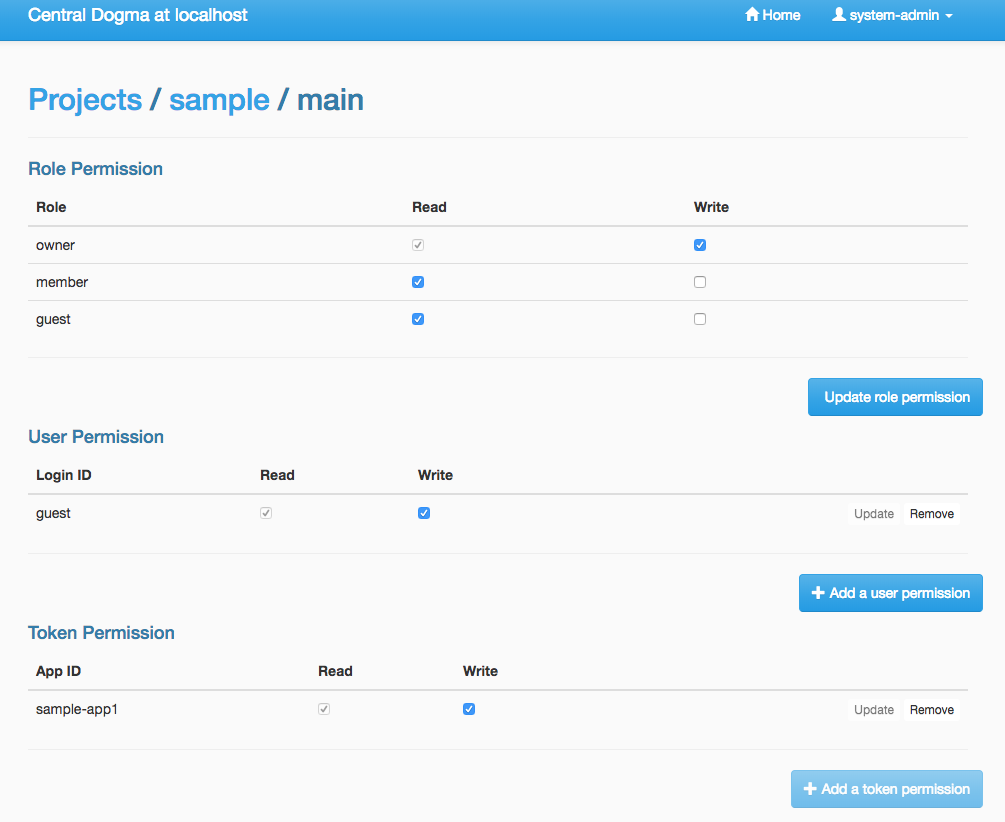 Central Dogma at localhost Home system-admin
Projects / sample / main
Role Permission
Role Read Write
owner
member
guest
Update role permission
User Permission
Login ID Read Write
guest Update Remove
Add a user permission
Token Permission
App ID Read Write
sample-app1 Update Remove
Add a token permission